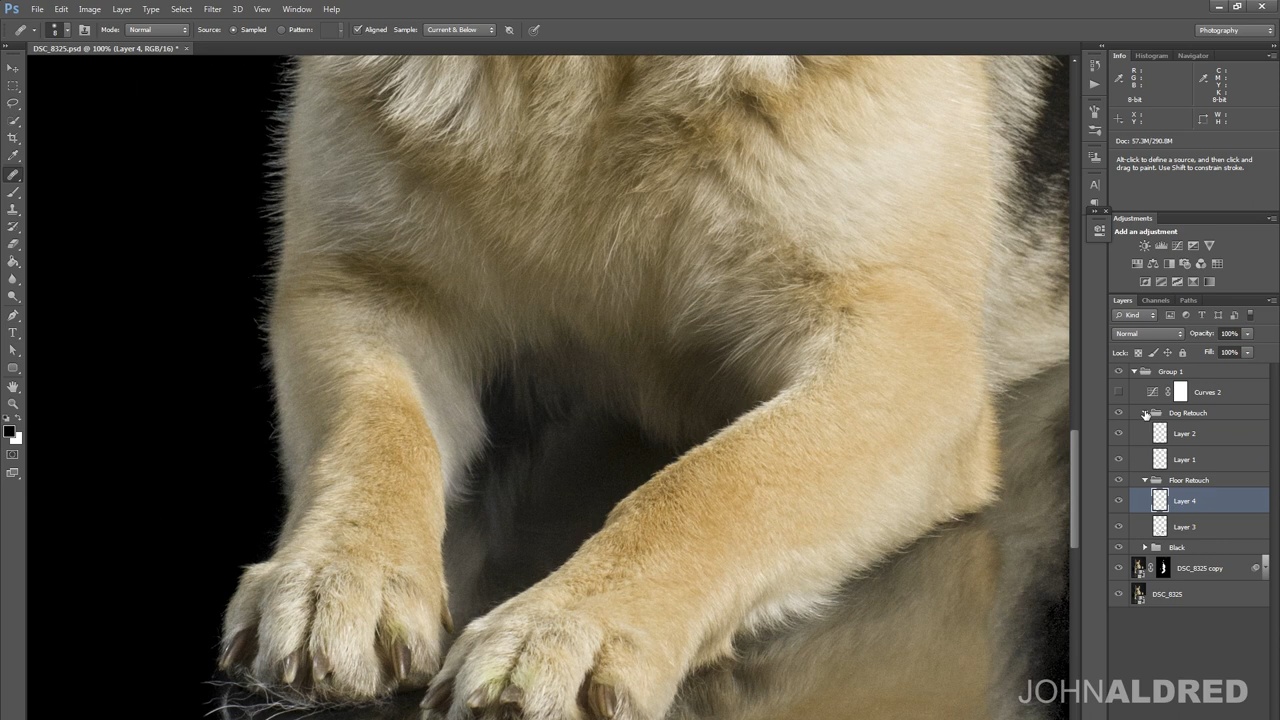 Ps File Edit Image Layer Type Select Filter 3D View Window Help
8 Mode: Normal Source: Sampled Pattern: Aligned Sample: Current & Below Photography
DSC_8325.psd @ 100% (Layer 4, RGB/16) * ×
Info Histogram Navigator
R : C :
G : M :
B : Y :
K :
8-bit 8-bit
X : W :
Y : H :
Doc: 57.3M/290.8M
Alt-click to define a source, and then click and
drag to paint. Use Shift to constrain stroke.
Adjustments
Add an adjustment
Layers Channels Paths
Kind
Normal Opacity: 100%
Lock: Fill: 100%
Group 1
Curves 2
Dog Retouch
Layer 2
Layer 1
Floor Retouch
Layer 4
Layer 3
Black
DSC_8325 copy
DSC_8325
JOHNALDRED